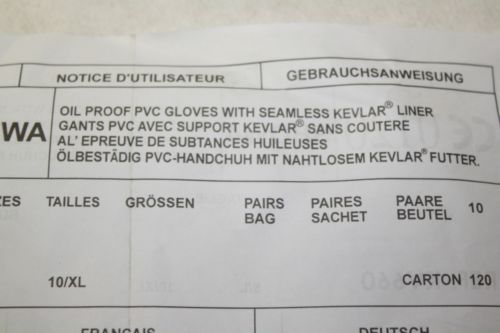 NOTICE D'UTILISATEUR GEBRAUCHSANWEISUNG
OIL PROOF PVC GLOVES WITH SEAMLESS KEVLAR® LINER
WA GANTS PVC AVEC SUPPORT KEVLAR® SANS COUTERE
AL' EPREUVE DE SUBTANCES HUILEUSES
ÖLBESTÄDIG PVC-HANDCHUH MIT NAHTLOSEM KEVLAR® FUTTER.
ZES TAILLES GRÖSSEN PAIRS PAIRES PAARE 10
BAG SACHET BEUTEL
10/XL CARTON 120
FRANÇAIS DEUTSCH